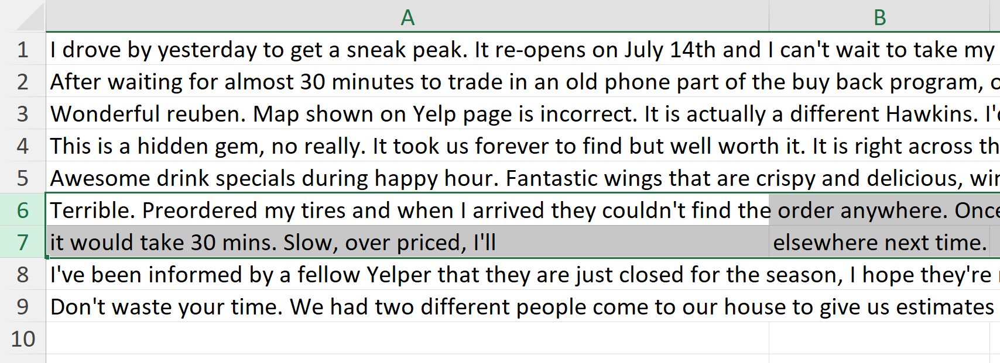 A B
1 I drove by yesterday to get a sneak peak. It re-opens on July 14th and I can't wait to take my
2 After waiting for almost 30 minutes to trade in an old phone part of the buy back program,
3 Wonderful reuben. Map shown on Yelp page is incorrect. It is actually a different Hawkins.
4 This is a hidden gem, no really. It took us forever to find but well worth it. It is right across
5 Awesome drink specials during happy hour. Fantastic wings that are crispy and delicious,
6 Terrible. Preordered my tires and when I arrived they couldn't find the order anywhere. Once
7 it would take 30 mins. Slow, over priced, I'll elsewhere next time.
8 I've been informed by a fellow Yelper that they are just closed for the season, I hope they're
9 Don't waste your time. We had two different people come to our house to give us estimates
10